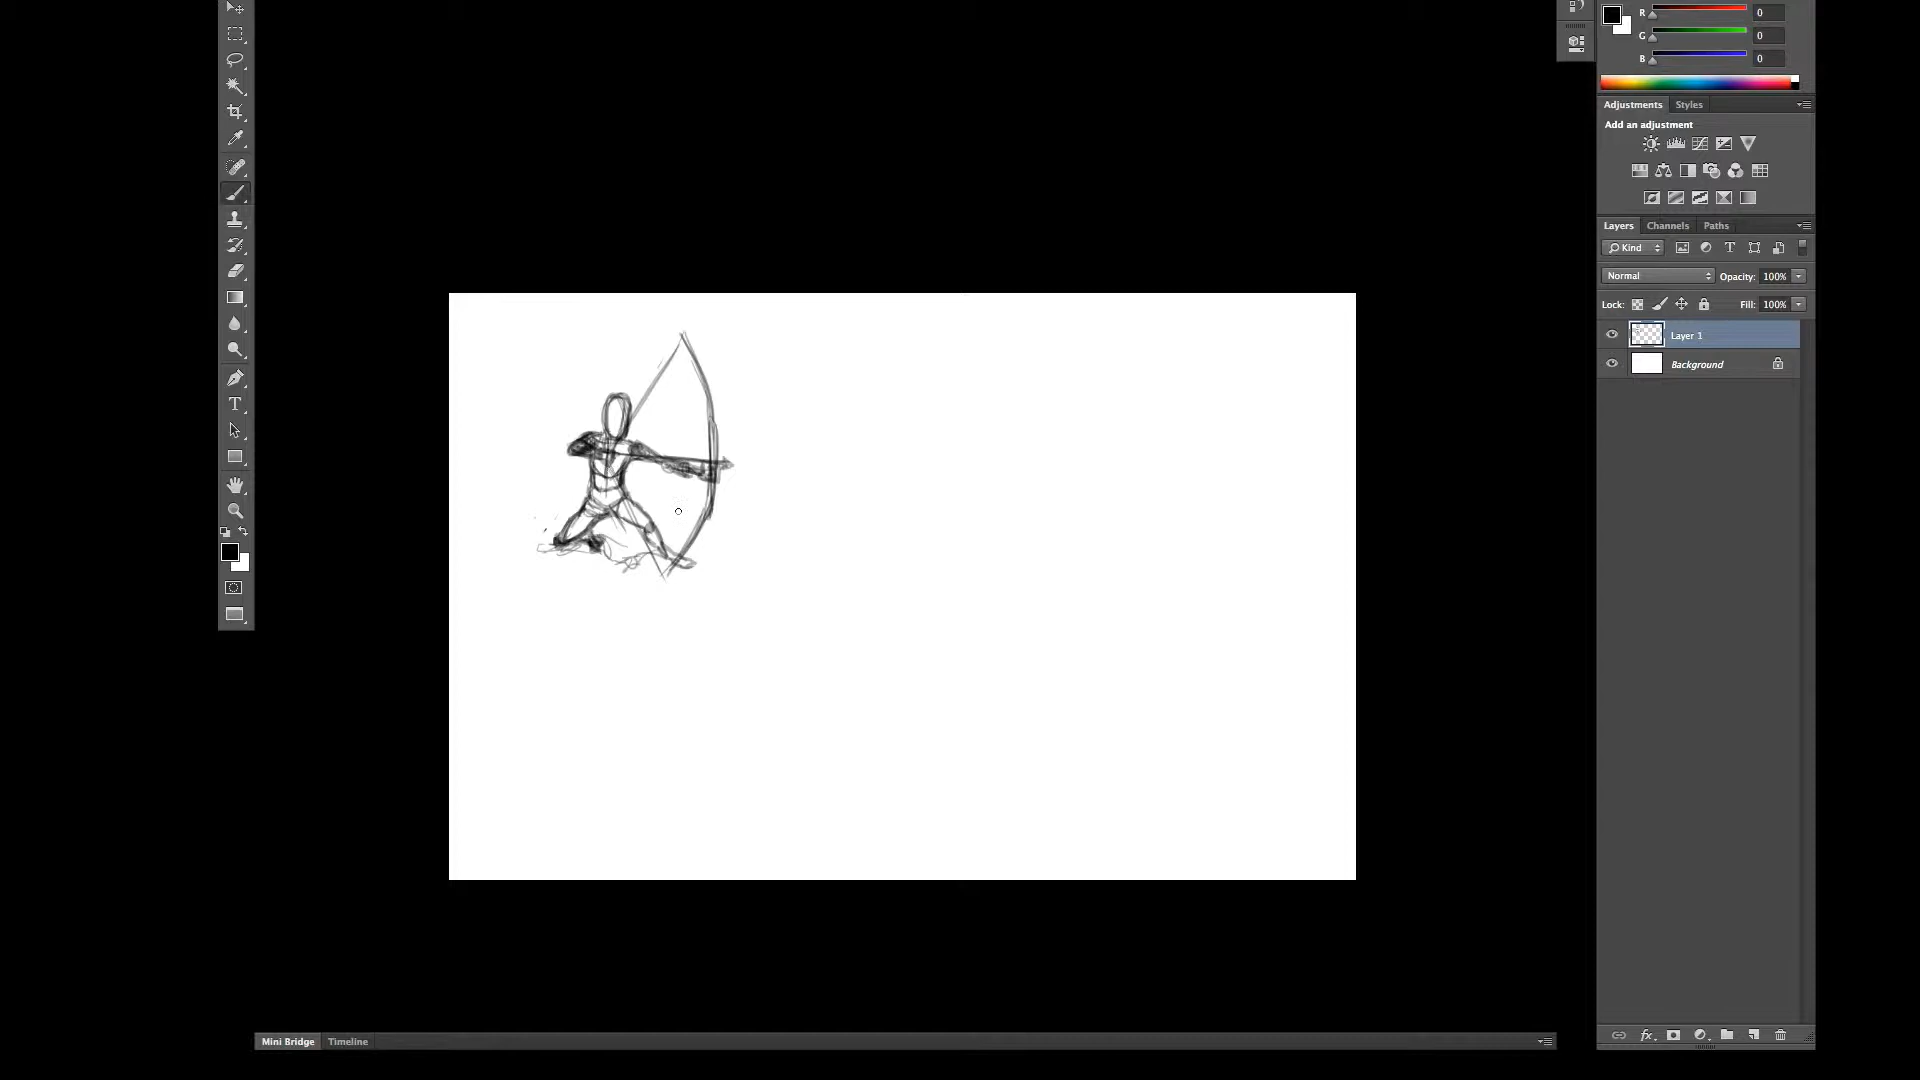 R 0
G 0
B 0
Adjustments Styles
Add an adjustment
Layers Channels Paths
Kind
Normal Opacity: 100%
Lock: Fill: 100%
Layer 1
Background
T
fx
Mini Bridge Timeline